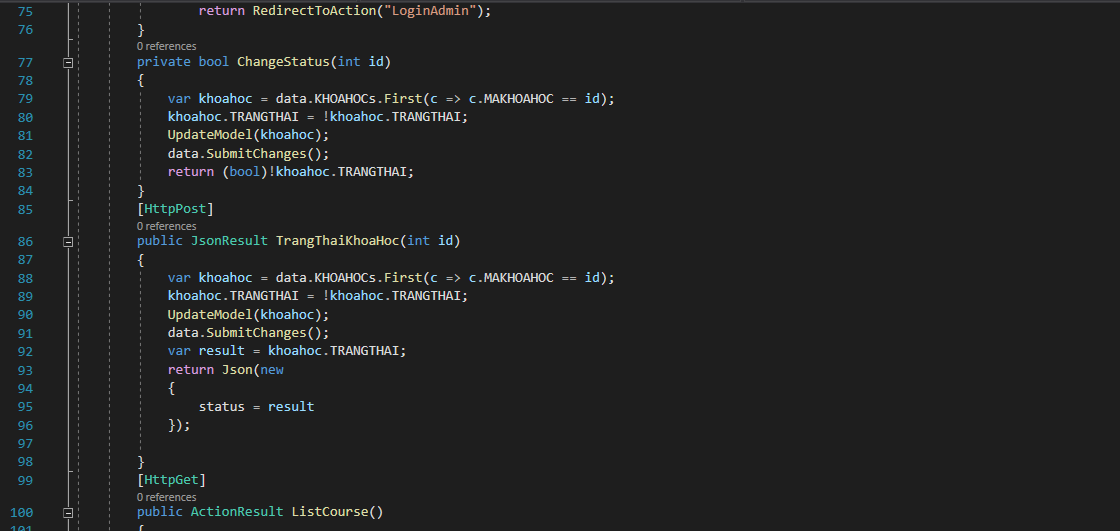 75 return RedirectToAction("LoginAdmin");
76 }
0 references
77 private bool ChangeStatus(int id)
78 {
79 var khoahoc = data.KHOAHOCs.First(c => c.MAKHOAHOC == id);
80 khoahoc.TRANGTHAI = !khoahoc.TRANGTHAI;
81 UpdateModel(khoahoc);
82 data.SubmitChanges();
83 return (bool)!khoahoc.TRANGTHAI;
84 }
85 [HttpPost]
0 references
86 public JsonResult TrangThaiKhoaHoc(int id)
87 {
88 var khoahoc = data.KHOAHOCs.First(c => c.MAKHOAHOC == id);
89 khoahoc.TRANGTHAI = !khoahoc.TRANGTHAI;
90 UpdateModel(khoahoc);
91 data.SubmitChanges();
92 var result = khoahoc.TRANGTHAI;
93 return Json(new
94 {
95 status = result
96 });
97
98 }
99 [HttpGet]
0 references
100 public ActionResult ListCourse()
101 {